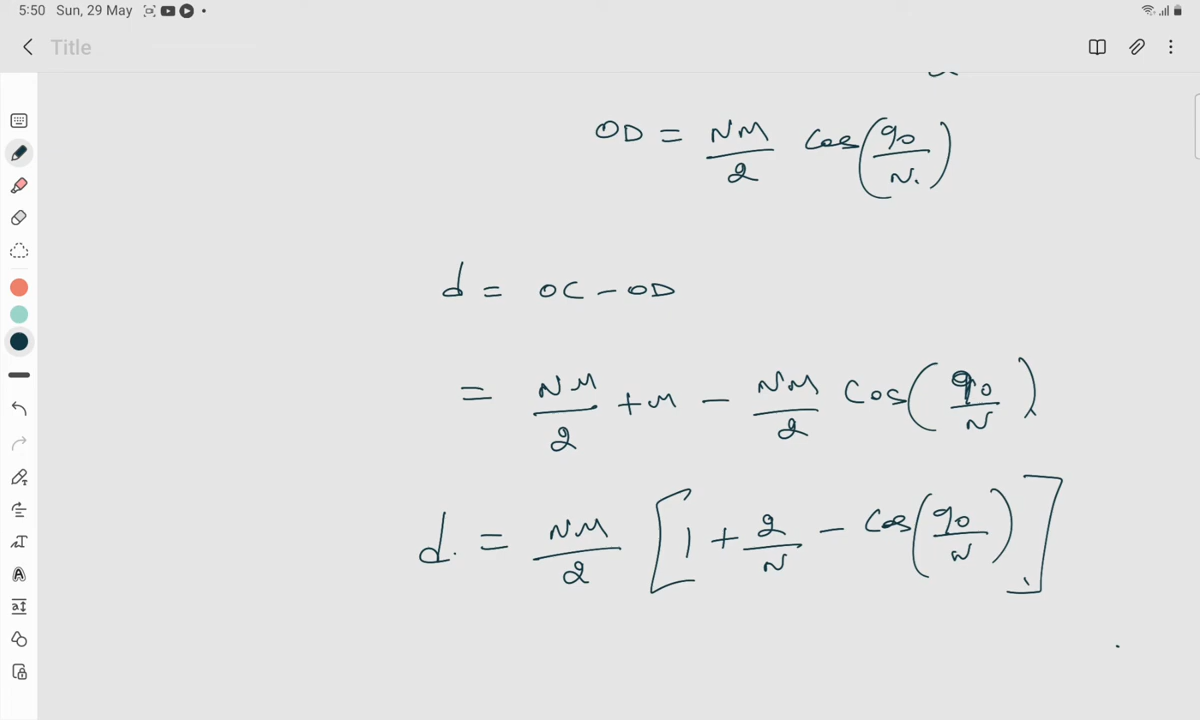 5:50 Sun, 29 May
Title
OD = NM/2 cos(90/N)
d = OC - OD
= NM/2 + M - NM/2 cos(90/N)
d = NM/2 [1 + 2/N - cos(90/N)]